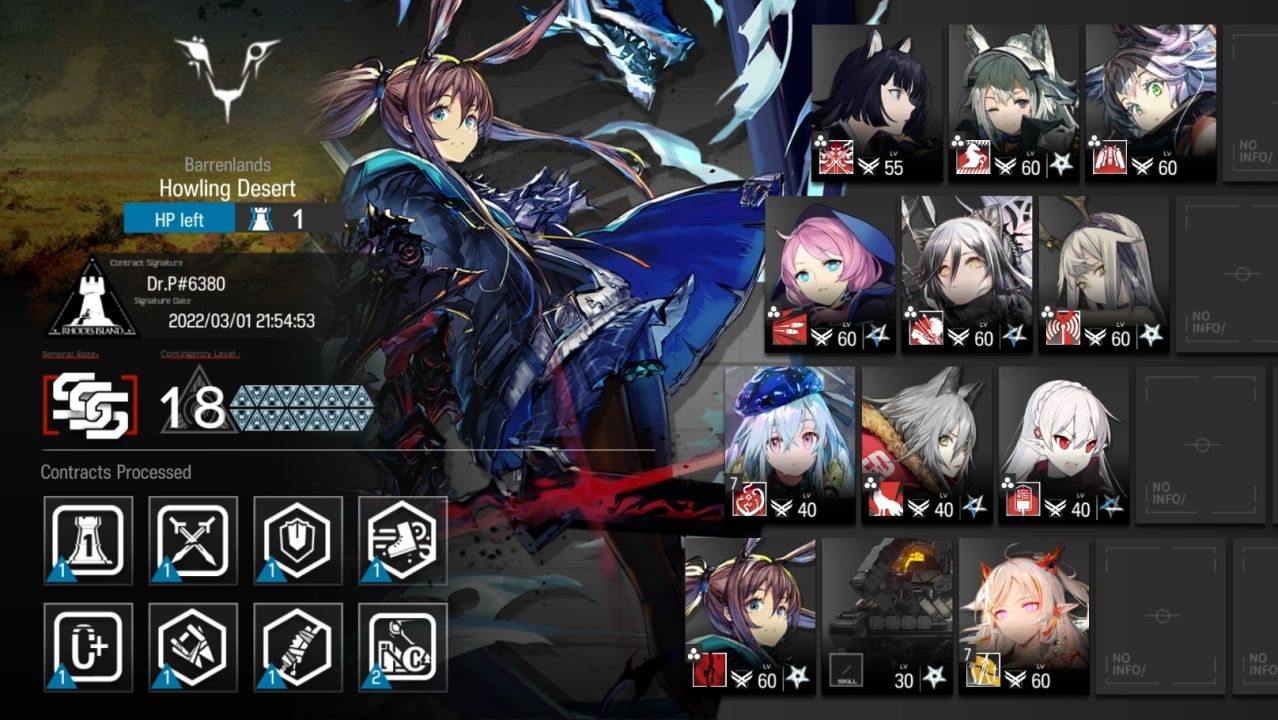 Barrenlands
Howling Desert
HP left 1
Contract Signature
Dr.P#6380
Signature Date
2022/03/01 21:54:53
RHODES ISLAND
General Rate:
Contingency Level:
SSS
18
Contracts Processed
1
1
1
1
1
1
1
1
2
LV 55
LV 60
LV 60
NO INFO/
LV 60
LV 60
LV 60
NO INFO/
7
LV 40
LV 40
LV 40
NO INFO/
LV 60
SKILL
LV 30
7
LV 60
NO INFO/
NO INFO/